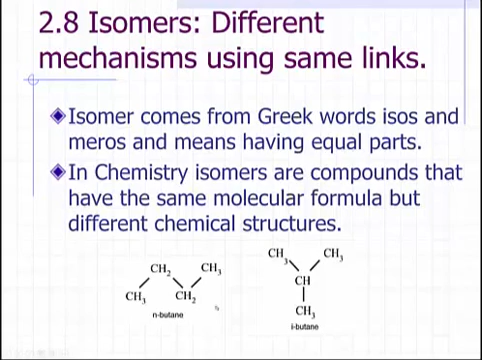 2.8 Isomers: Different
mechanisms using same links.
Isomer comes from Greek words isos and
meros and means having equal parts.
In Chemistry isomers are compounds that
have the same molecular formula but
different chemical structures.
CH₂ CH₃
CH₃ CH₂
n-butane
CH₃ CH₃
CH
CH₃
i-butane